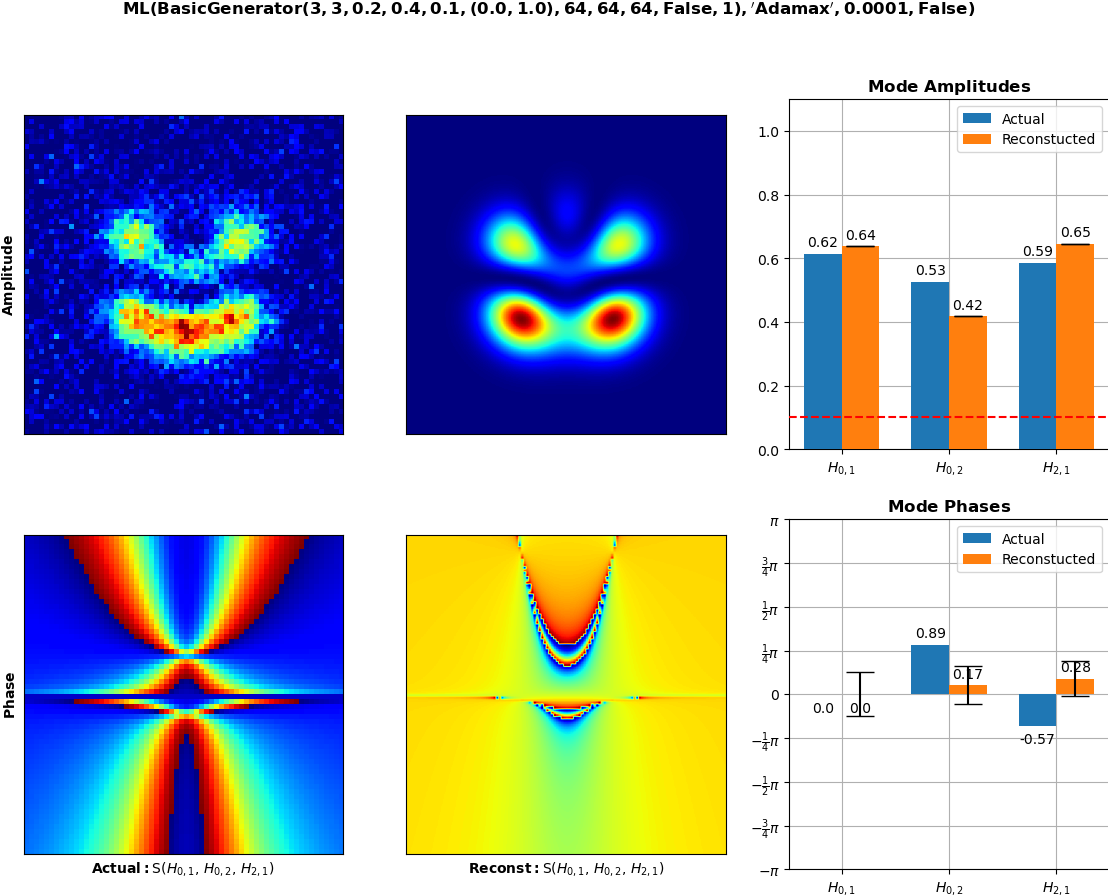 ML(BasicGenerator(3, 3, 0.2, 0.4, 0.1, (0.0, 1.0), 64, 64, 64, False, 1), ′Adamax′, 0.0001, False)
Amplitude
Mode Amplitudes
Actual
Reconstucted
1.0
0.8
0.6
0.4
0.2
0.0
0.62 0.64
0.53
0.42
0.59
0.65
H0,1 H0,2 H2,1
Phase
Actual: S(H0,1, H0,2, H2,1)
Reconst: S(H0,1, H0,2, H2,1)
Mode Phases
Actual
Reconstucted
π
3/4π
1/2π
1/4π
0
−1/4π
−1/2π
−3/4π
−π
0.0 0.0
0.89
0.17
-0.57
0.28
H0,1 H0,2 H2,1